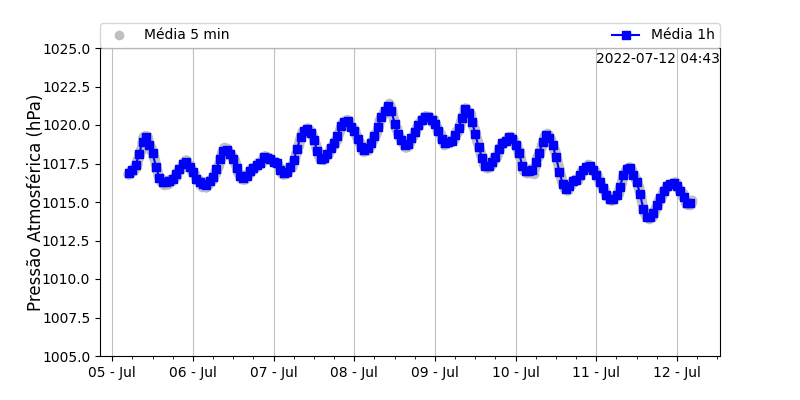 Média 5 min
Média 1h
2022-07-12 04:43
Pressão Atmosférica (hPa)
1025.0
1022.5
1020.0
1017.5
1015.0
1012.5
1010.0
1007.5
1005.0
05 - Jul
06 - Jul
07 - Jul
08 - Jul
09 - Jul
10 - Jul
11 - Jul
12 - Jul